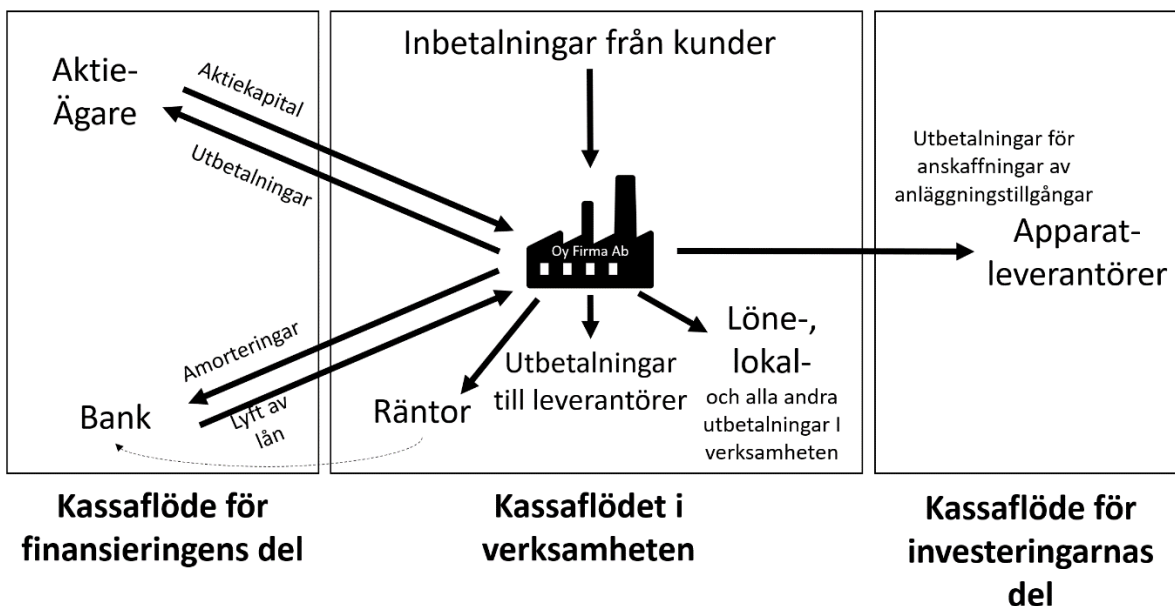 Aktie-
Ägare
Aktiekapital
Utbetalningar
Amorteringar
Bank
Lyft av
lån
Kassaflöde för
finansieringens del
Inbetalningar från kunder
Oy Firma Ab
Räntor
Utbetalningar
till leverantörer
Löne-,
lokal-
och alla andra
utbetalningar I
verksamheten
Kassaflödet i
verksamheten
Utbetalningar för
anskaffningar av
anläggningstillgångar
Apparat-
leverantörer
Kassaflöde för
investeringarnas
del